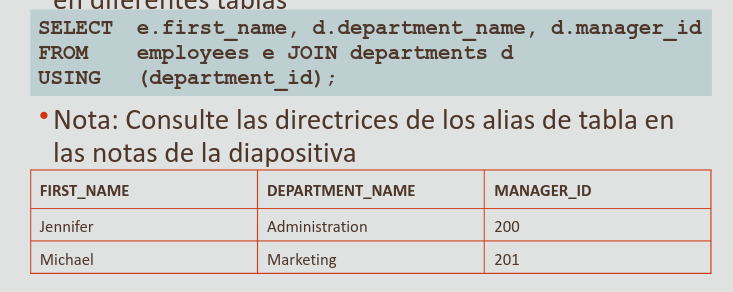 en diferentes tablas
SELECT e.first_name, d.department_name, d.manager_id
FROM employees e JOIN departments d
USING (department_id);
• Nota: Consulte las directrices de los alias de tabla en
las notas de la diapositiva
FIRST_NAME DEPARTMENT_NAME MANAGER_ID
Jennifer Administration 200
Michael Marketing 201